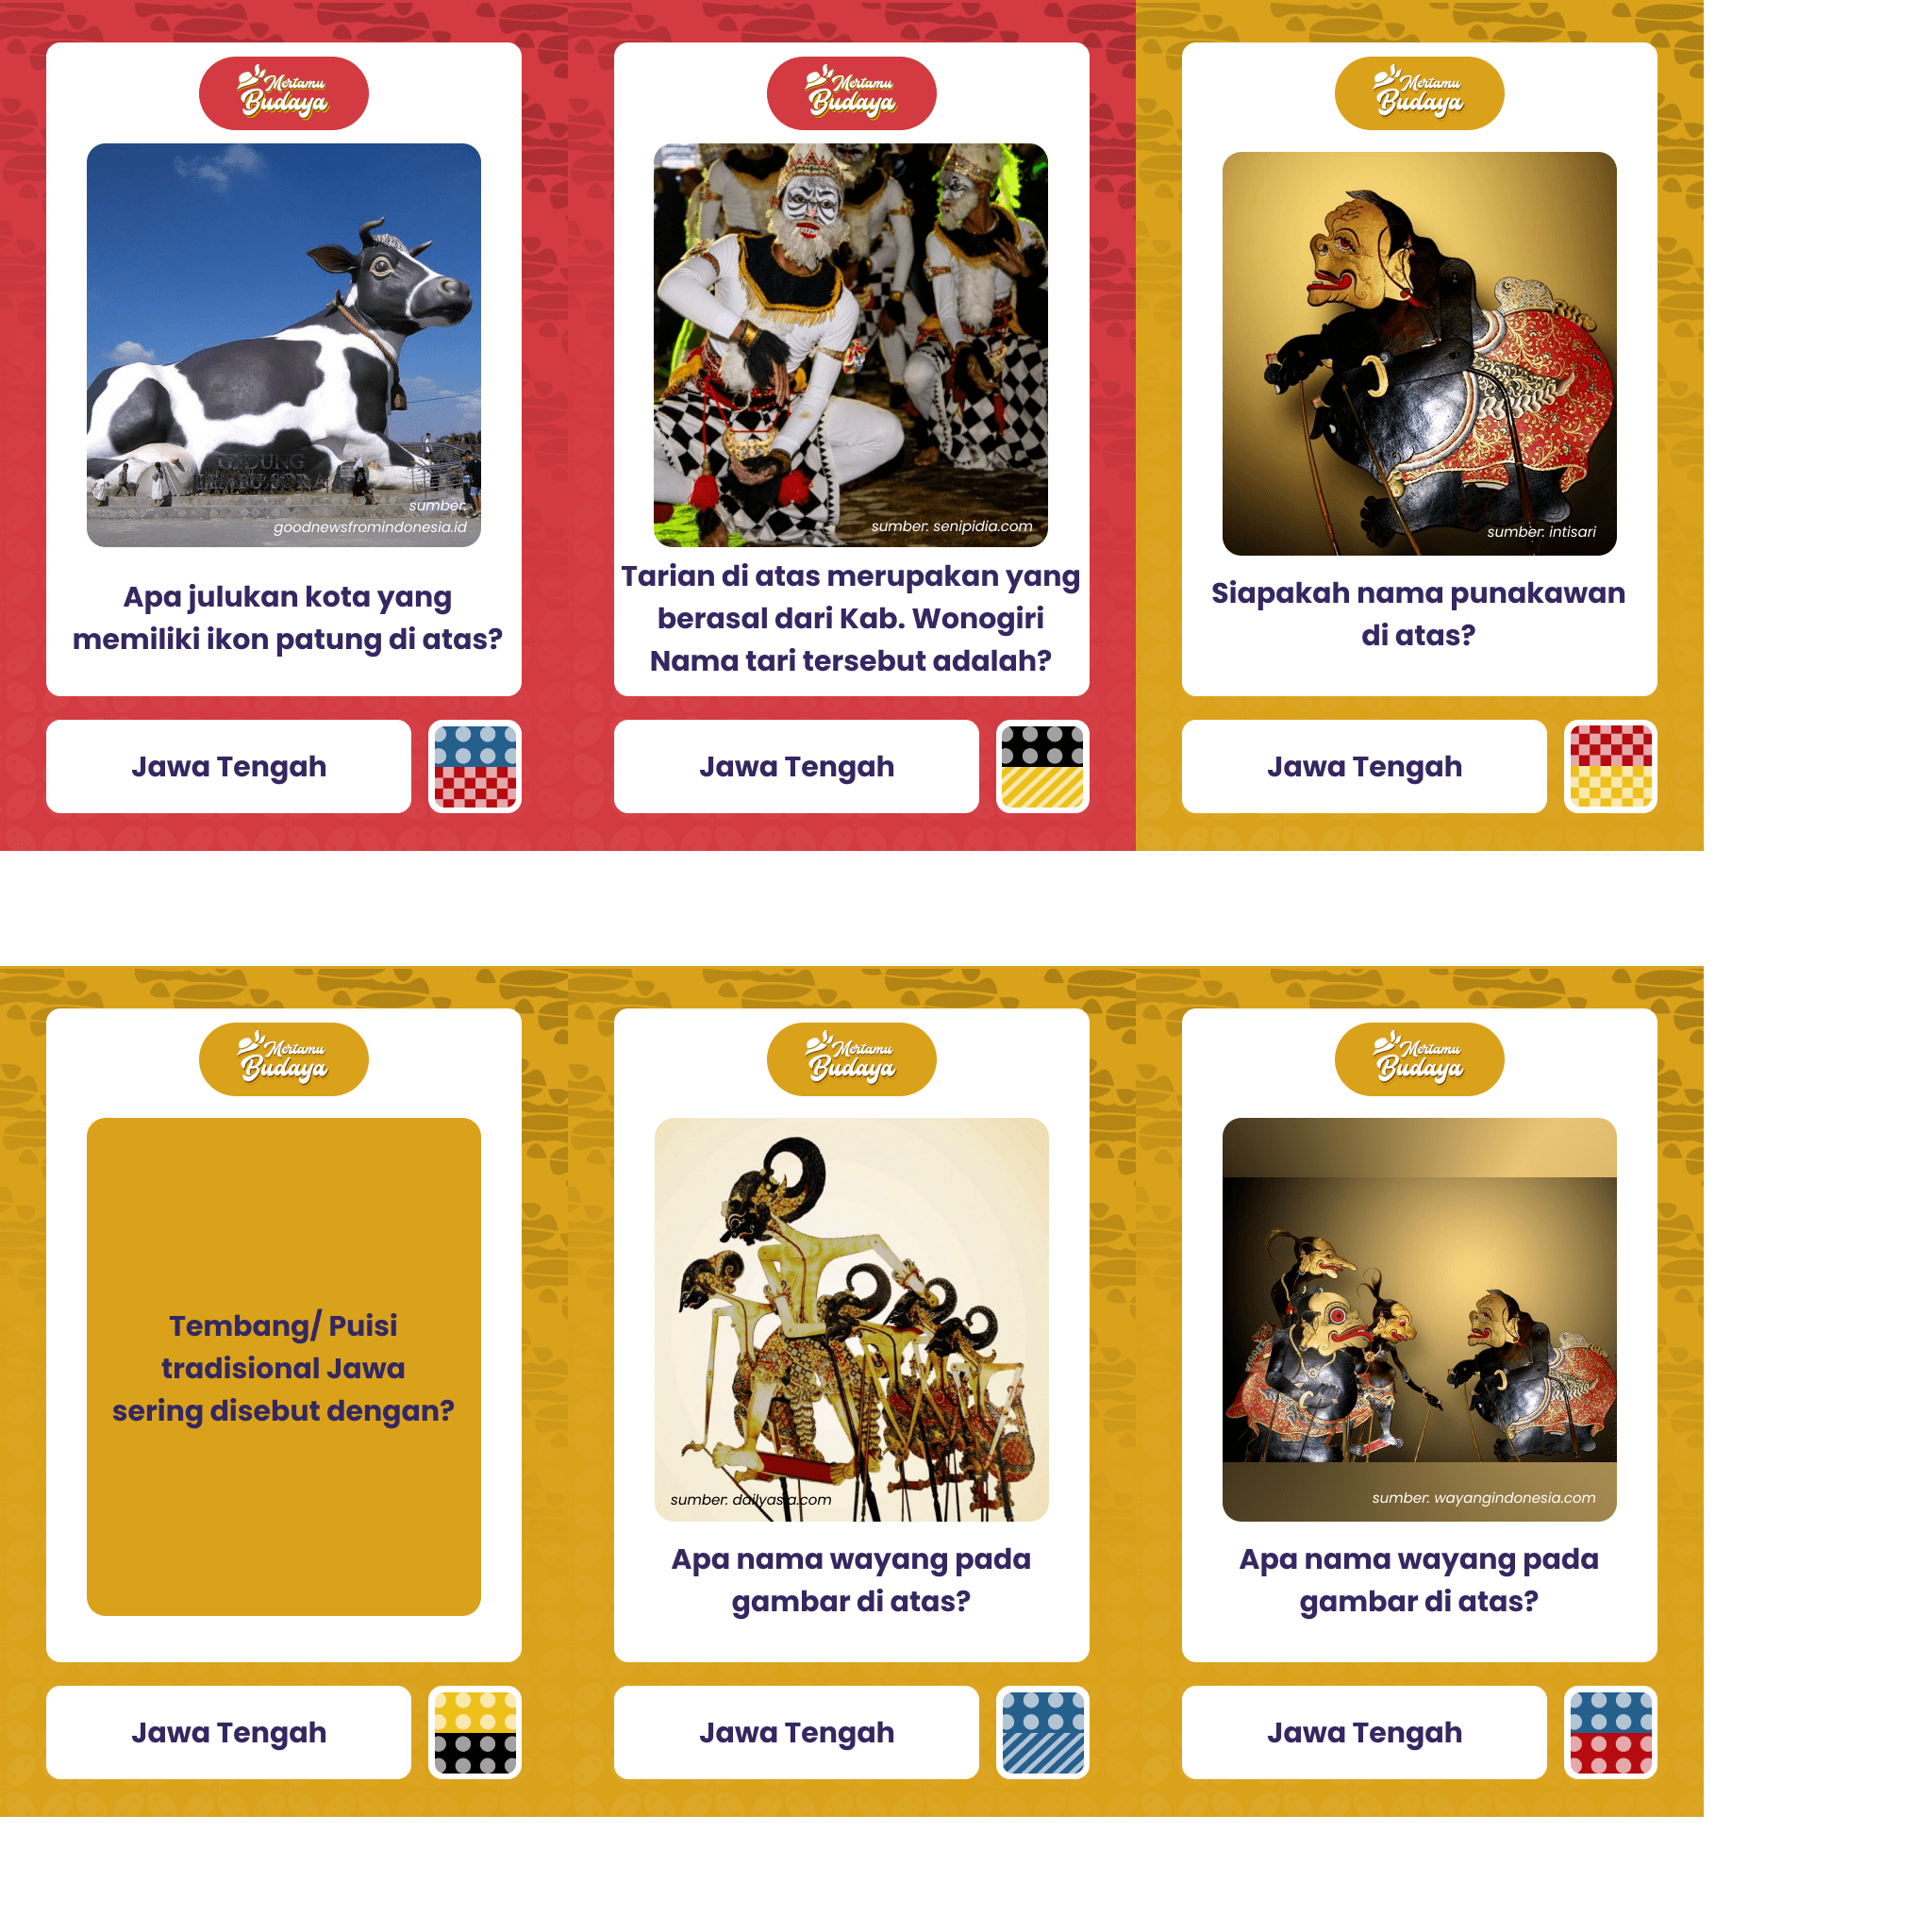 Mertamu
Budaya
sumber:
goodnewsfromindonesia.id
Apa julukan kota yang
memiliki ikon patung di atas?
Jawa Tengah
Mertamu
Budaya
sumber: senipidia.com
Tarian di atas merupakan yang
berasal dari Kab. Wonogiri
Nama tari tersebut adalah?
Jawa Tengah
Mertamu
Budaya
sumber: intisari
Siapakah nama punakawan
di atas?
Jawa Tengah
Mertamu
Budaya
Tembang/ Puisi
tradisional Jawa
sering disebut dengan?
Jawa Tengah
Mertamu
Budaya
sumber: dailyasia.com
Apa nama wayang pada
gambar di atas?
Jawa Tengah
Mertamu
Budaya
sumber: wayangindonesia.com
Apa nama wayang pada
gambar di atas?
Jawa Tengah